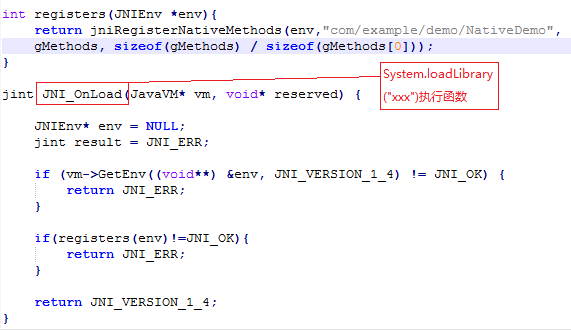 int registers(JNIEnv *env){
    return jniRegisterNativeMethods(env,"com/example/demo/NativeDemo",
    gMethods, sizeof(gMethods) / sizeof(gMethods[0]));
}
System.loadLibrary
("xxx")执行函数
jint JNI_OnLoad(JavaVM* vm, void* reserved) {
    JNIEnv* env = NULL;
    jint result = JNI_ERR;
    if (vm->GetEnv((void**) &env, JNI_VERSION_1_4) != JNI_OK) {
        return JNI_ERR;
    }
    if(registers(env)!=JNI_OK){
        return JNI_ERR;
    }
    return JNI_VERSION_1_4;
}